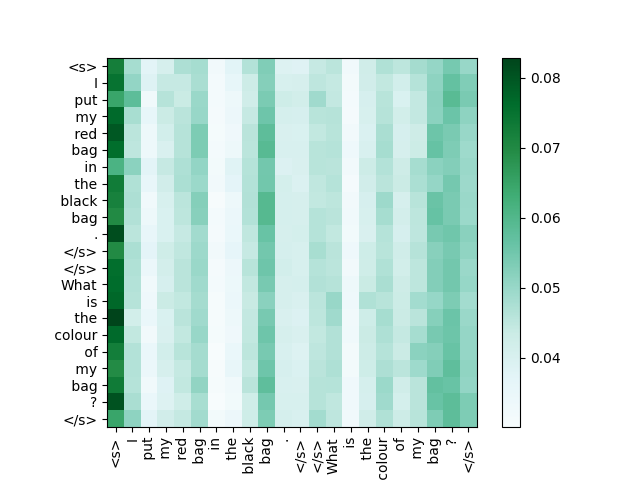 <s>
I
put
my
red
bag
in
the
black
bag
.
</s>
</s>
What
is
the
colour
of
my
bag
?
</s>
<s> I put my red bag in the black bag . </s> </s> What is the colour of my bag ? </s>
0.08
0.07
0.06
0.05
0.04